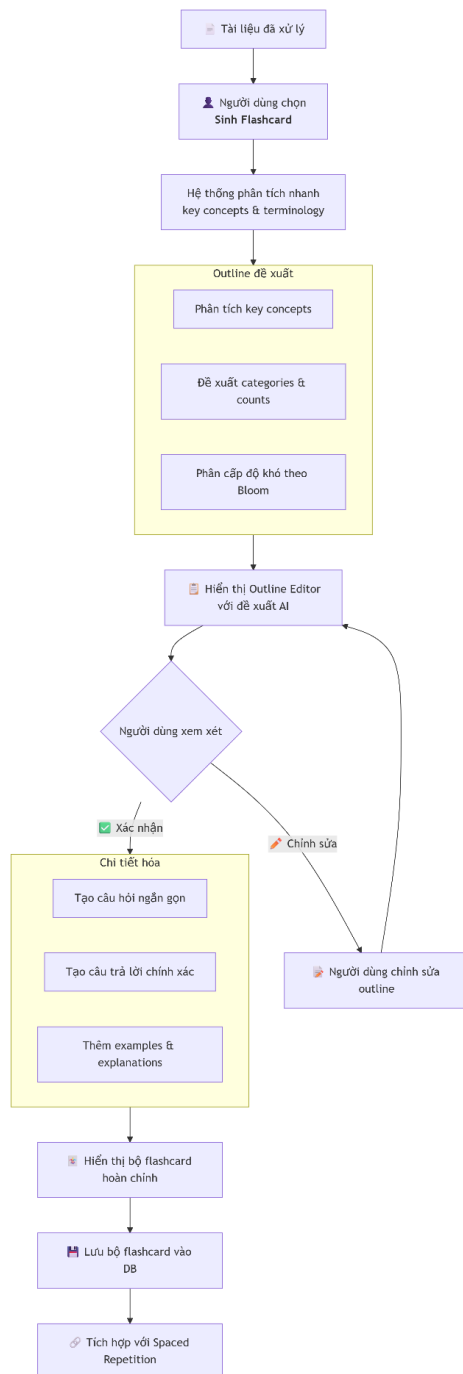 📄 Tài liệu đã xử lý
👤 Người dùng chọn
Sinh Flashcard
Hệ thống phân tích nhanh
key concepts & terminology
Outline đề xuất
Phân tích key concepts
Đề xuất categories &
counts
Phân cấp độ khó theo
Bloom
📋 Hiển thị Outline Editor
với đề xuất AI
Người dùng xem xét
✅ Xác nhận
✏️ Chỉnh sửa
Chi tiết hóa
Tạo câu hỏi ngắn gọn
Tạo câu trả lời chính xác
Thêm examples &
explanations
📝 Người dùng chỉnh sửa
outline
🃏 Hiển thị bộ flashcard
hoàn chỉnh
💾 Lưu bộ flashcard vào
DB
🔗 Tích hợp với Spaced
Repetition